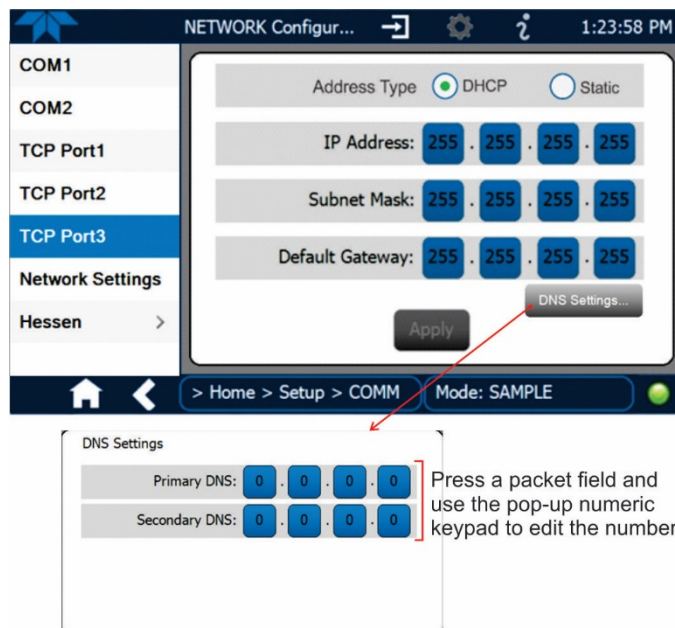 NETWORK Configur... 1:23:58 PM
COM1
COM2
TCP Port1
TCP Port2
TCP Port3
Network Settings
Hessen >
Address Type DHCP Static
IP Address: 255 . 255 . 255 . 255
Subnet Mask: 255 . 255 . 255 . 255
Default Gateway: 255 . 255 . 255 . 255
DNS Settings...
Apply
> Home > Setup > COMM Mode: SAMPLE
DNS Settings
Primary DNS: 0 . 0 . 0 . 0
Secondary DNS: 0 . 0 . 0 . 0
Press a packet field and
use the pop-up numeric
keypad to edit the number